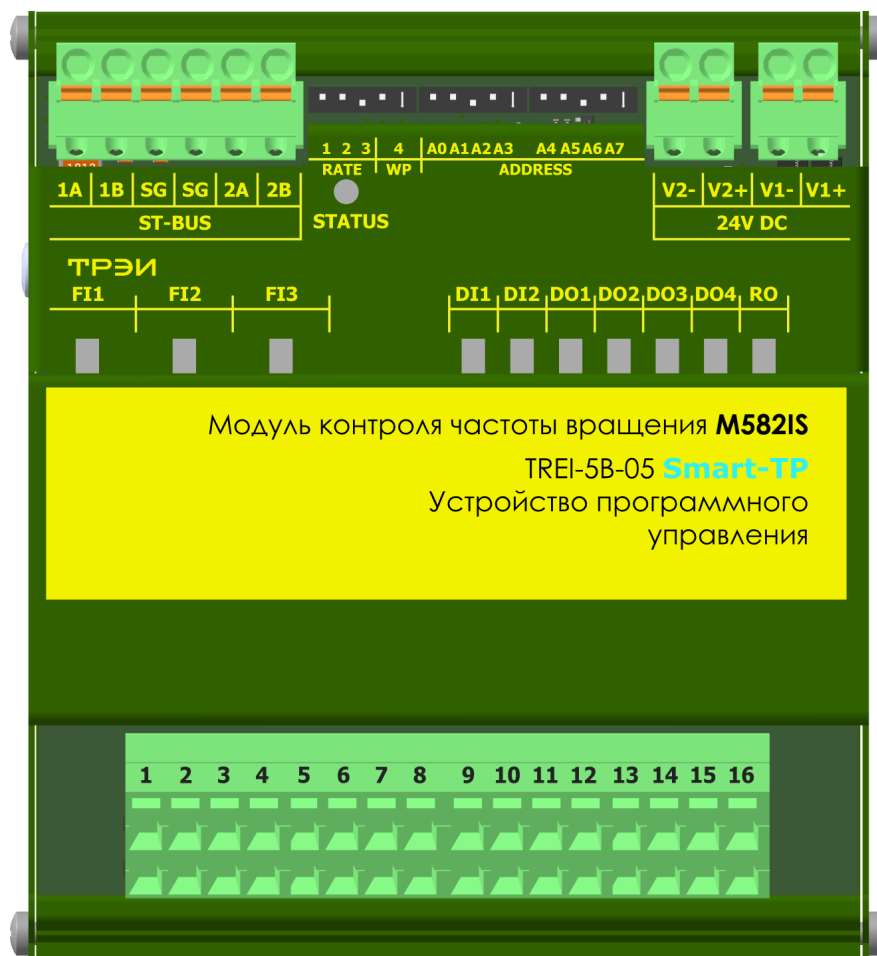 1 2 3 4 A0 A1 A2 A3 A4 A5 A6 A7
RATE WP ADDRESS
1A 1B SG SG 2A 2B
ST-BUS
STATUS
V2- V2+ V1- V1+
24V DC
ТРЭИ
FI1 FI2 FI3
DI1 DI2 DO1 DO2 DO3 DO4 RO
Модуль контроля частоты вращения M582IS
TREI-5B-05 Smart-TP
Устройство программного
управления
1 2 3 4 5 6 7 8 9 10 11 12 13 14 15 16